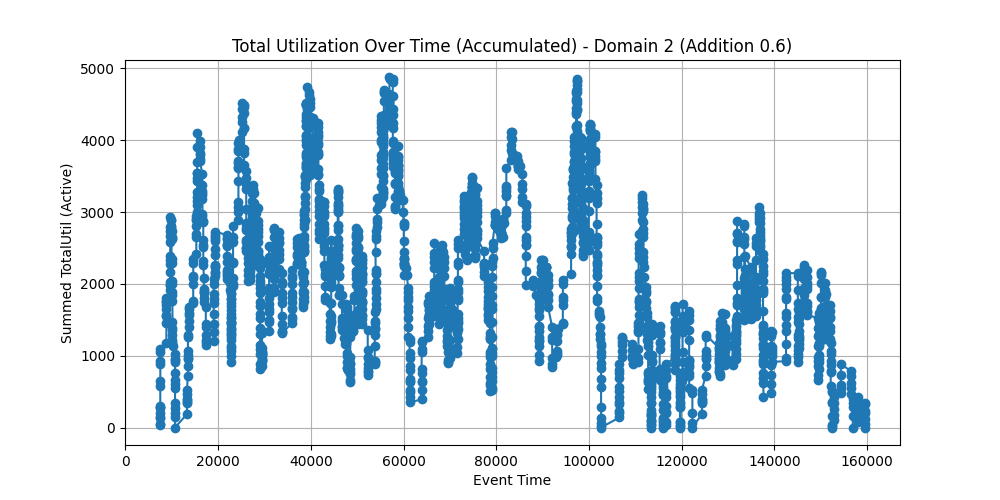 Total Utilization Over Time (Accumulated) - Domain 2 (Addition 0.6)
5000
4000
3000
2000
1000
0
Summed TotalUtil (Active)
0 20000 40000 60000 80000 100000 120000 140000 160000
Event Time